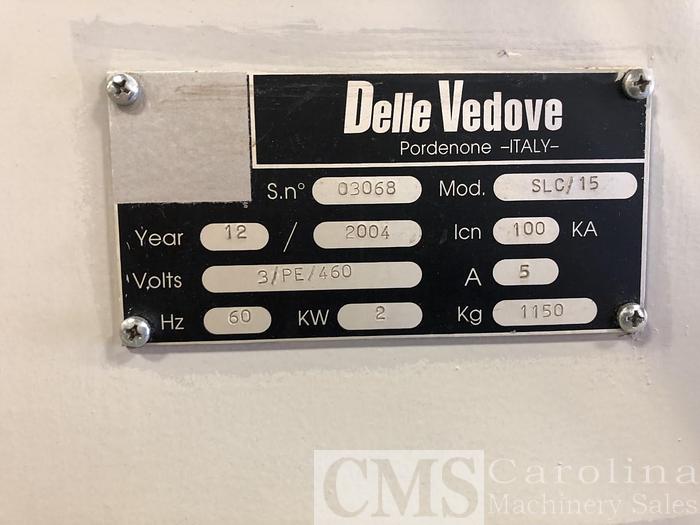 Delle Vedove
Pordenone -ITALY-
S.n° 03068 Mod. SLC/15
Year 12 / 2004 Icn 100 KA
Volts 3/PE/460 A 5
Hz 60 KW 2 Kg 1150
CMS Carolina
Machinery Sales